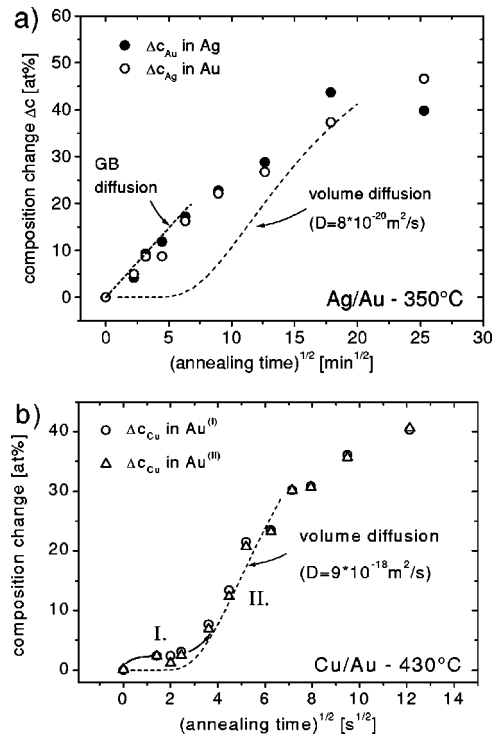 a)
60
50
40
30
20
10
0
composition change Δc [at%]
Δc_Au in Ag
Δc_Ag in Au
GB
diffusion
volume diffusion
(D=8*10⁻²⁰m²/s)
Ag/Au - 350°C
0 5 10 15 20 25 30
(annealing time)^1/2 [min^1/2]
b)
40
30
20
10
0
composition change [at%]
Δc_Cu in Au^(I)
Δc_Cu in Au^(II)
volume diffusion
(D=9*10⁻¹⁸m²/s)
I.
II.
Cu/Au - 430°C
0 2 4 6 8 10 12 14
(annealing time)^1/2 [s^1/2]